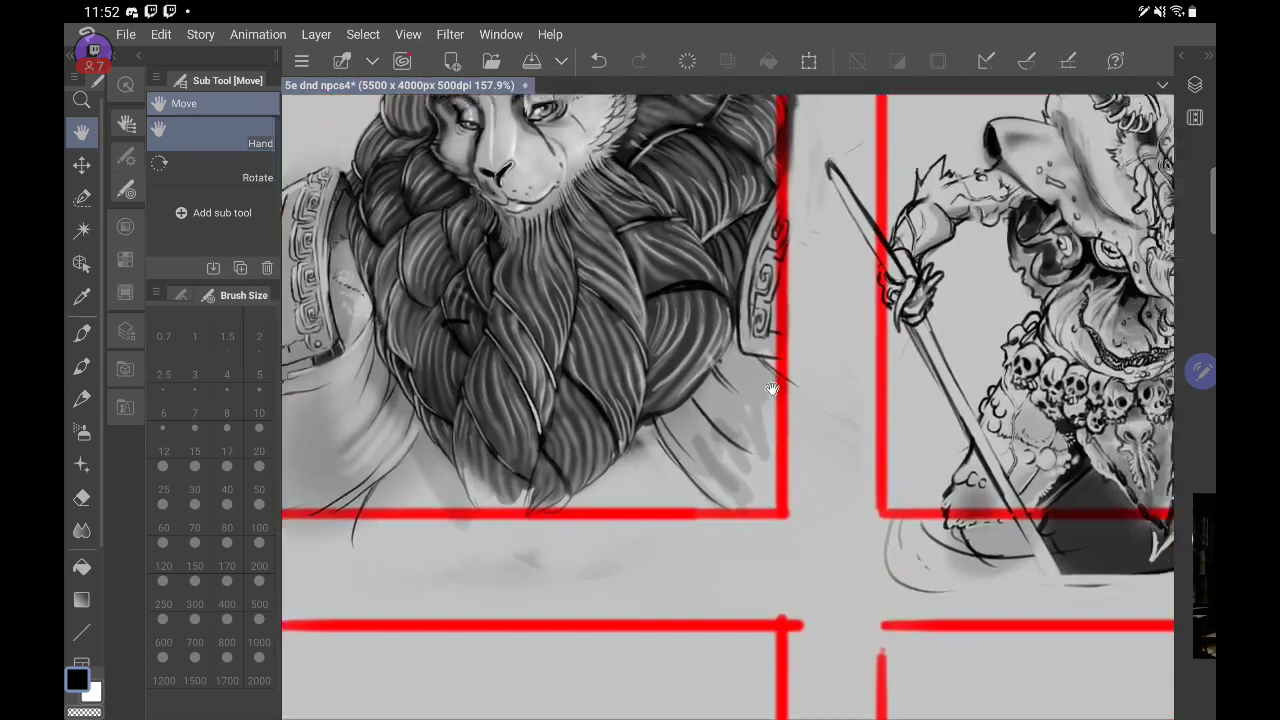 11:52
File Edit Story Animation Layer Select View Filter Window Help
7
Sub Tool [Move]
5e dnd npcs4* (5500 x 4000px 500dpi 157.9%)
Move
Hand
Rotate
Add sub tool
Brush Size
0.7 1 1.5 2
2.5 3 4 5
6 7 8 10
12 15 17 20
25 30 40 50
60 70 80 100
120 150 170 200
250 300 400 500
600 700 800 1000
1200 1500 1700 2000